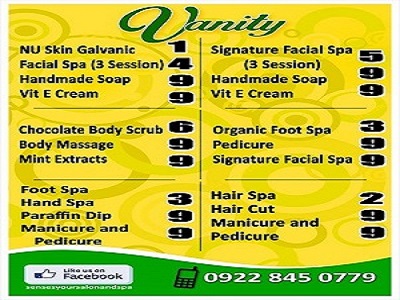 Vanity
NU Skin Galvanic
Facial Spa (3 Session)
Handmade Soap
Vit E Cream
1
4
9
9
Signature Facial Spa
(3 Session)
Handmade Soap
Vit E Cream
5
9
9
Chocolate Body Scrub
Body Massage
Mint Extracts
6
9
9
Organic Foot Spa
Pedicure
Signature Facial Spa
3
9
9
Foot Spa
Hand Spa
Paraffin Dip
Manicure and
Pedicure
3
9
9
Hair Spa
Hair Cut
Manicure and
Pedicure
2
9
9
Like us on
Facebook
sensesyoursalonandspa
0922 845 0779